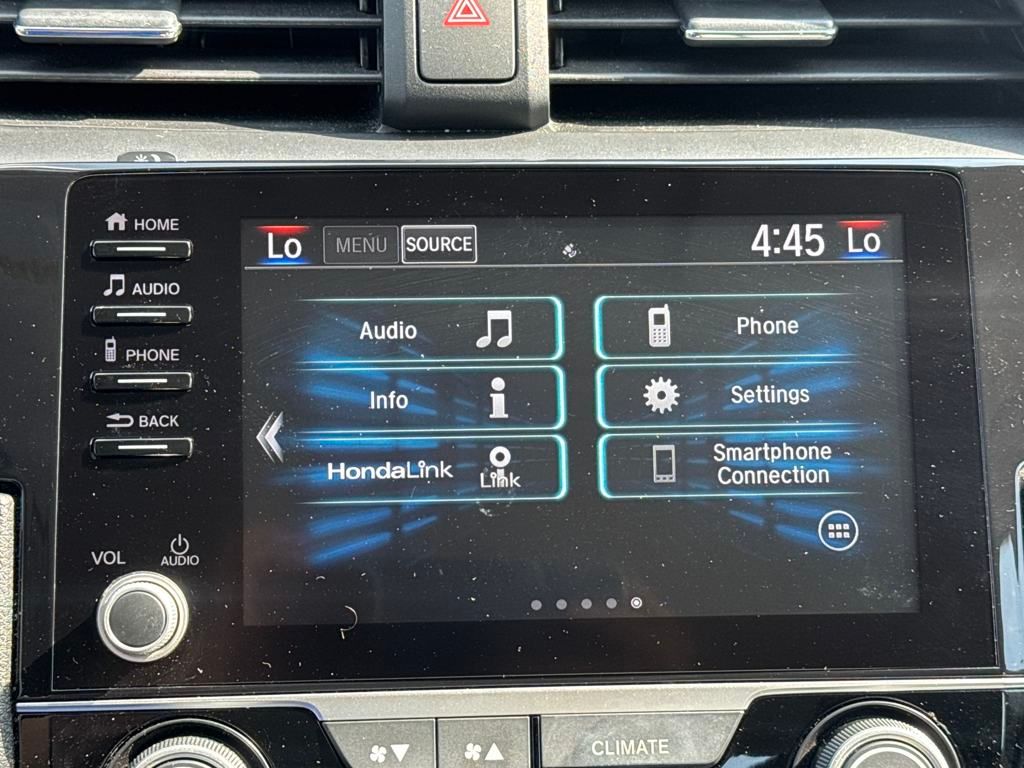 HOME
AUDIO
PHONE
BACK
VOL
AUDIO
Lo
MENU
SOURCE
4:45
Lo
Audio
Phone
Info
Settings
HondaLink
Link
Smartphone
Connection
CLIMATE